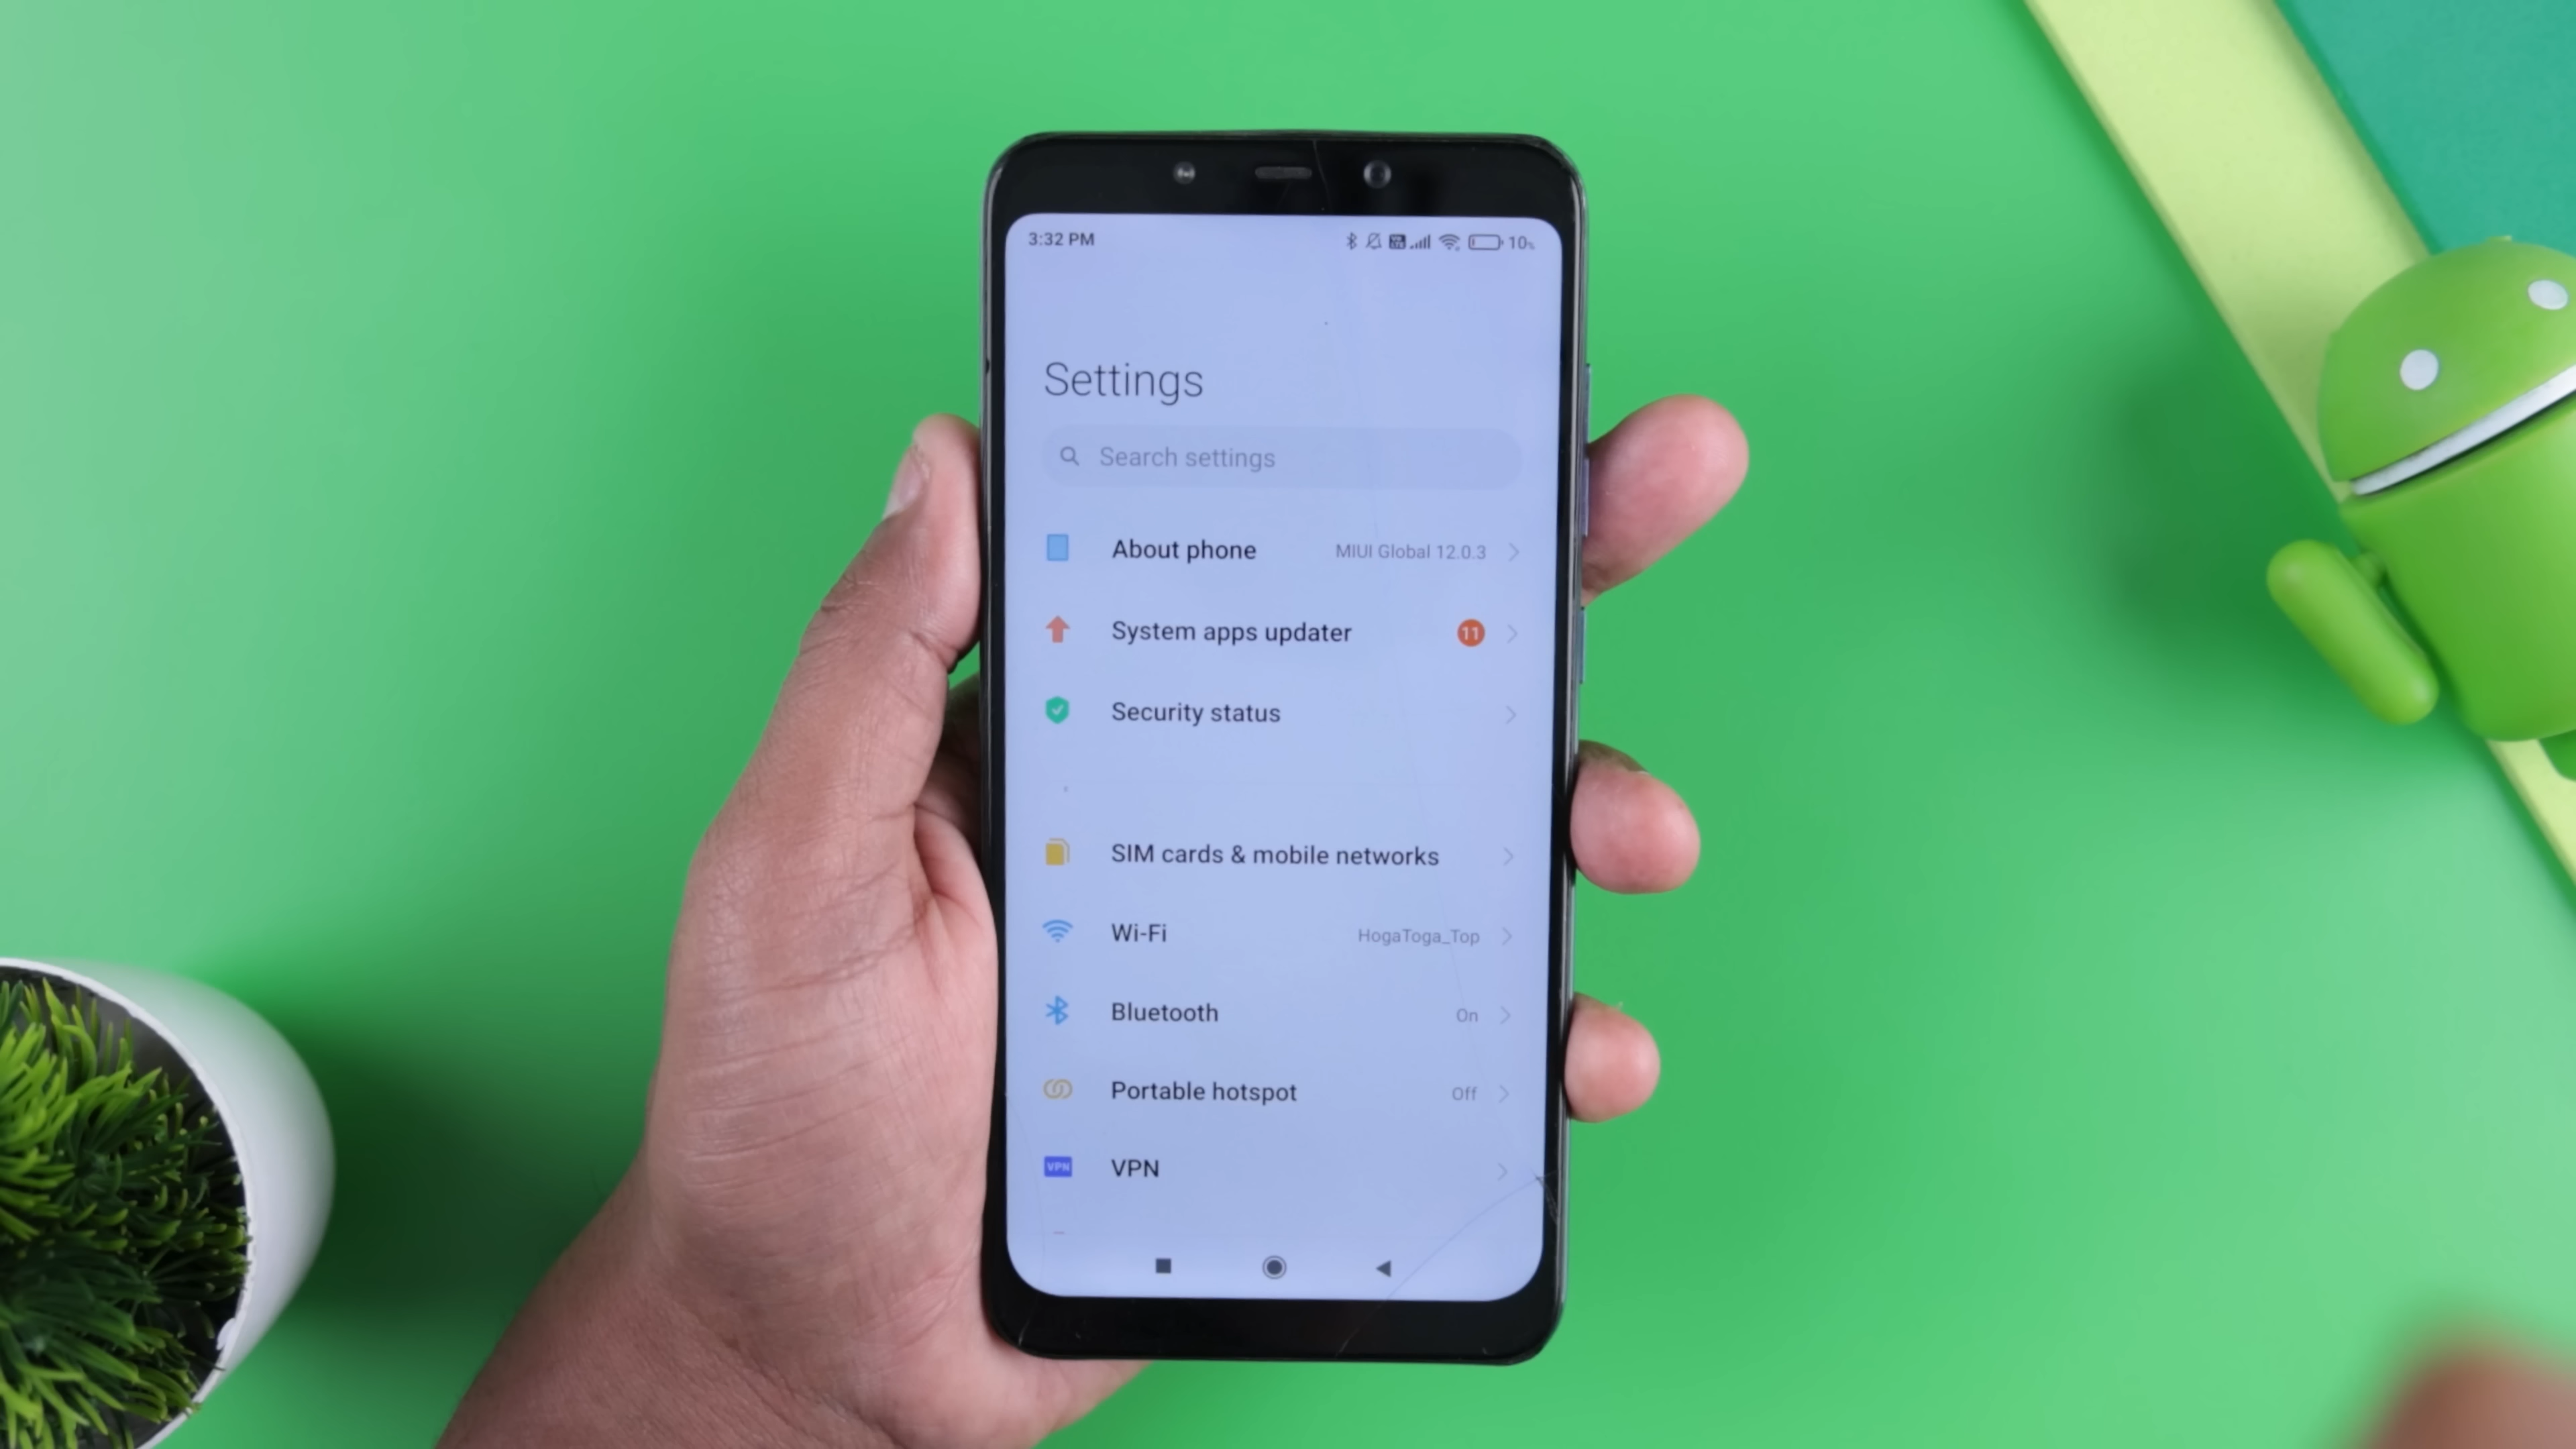 3:32 PM 10%
Settings
Search settings
About phone MIUI Global 12.0.3
System apps updater 11
Security status
SIM cards & mobile networks
Wi-Fi HogaToga_Top
Bluetooth On
Portable hotspot Off
VPN VPN